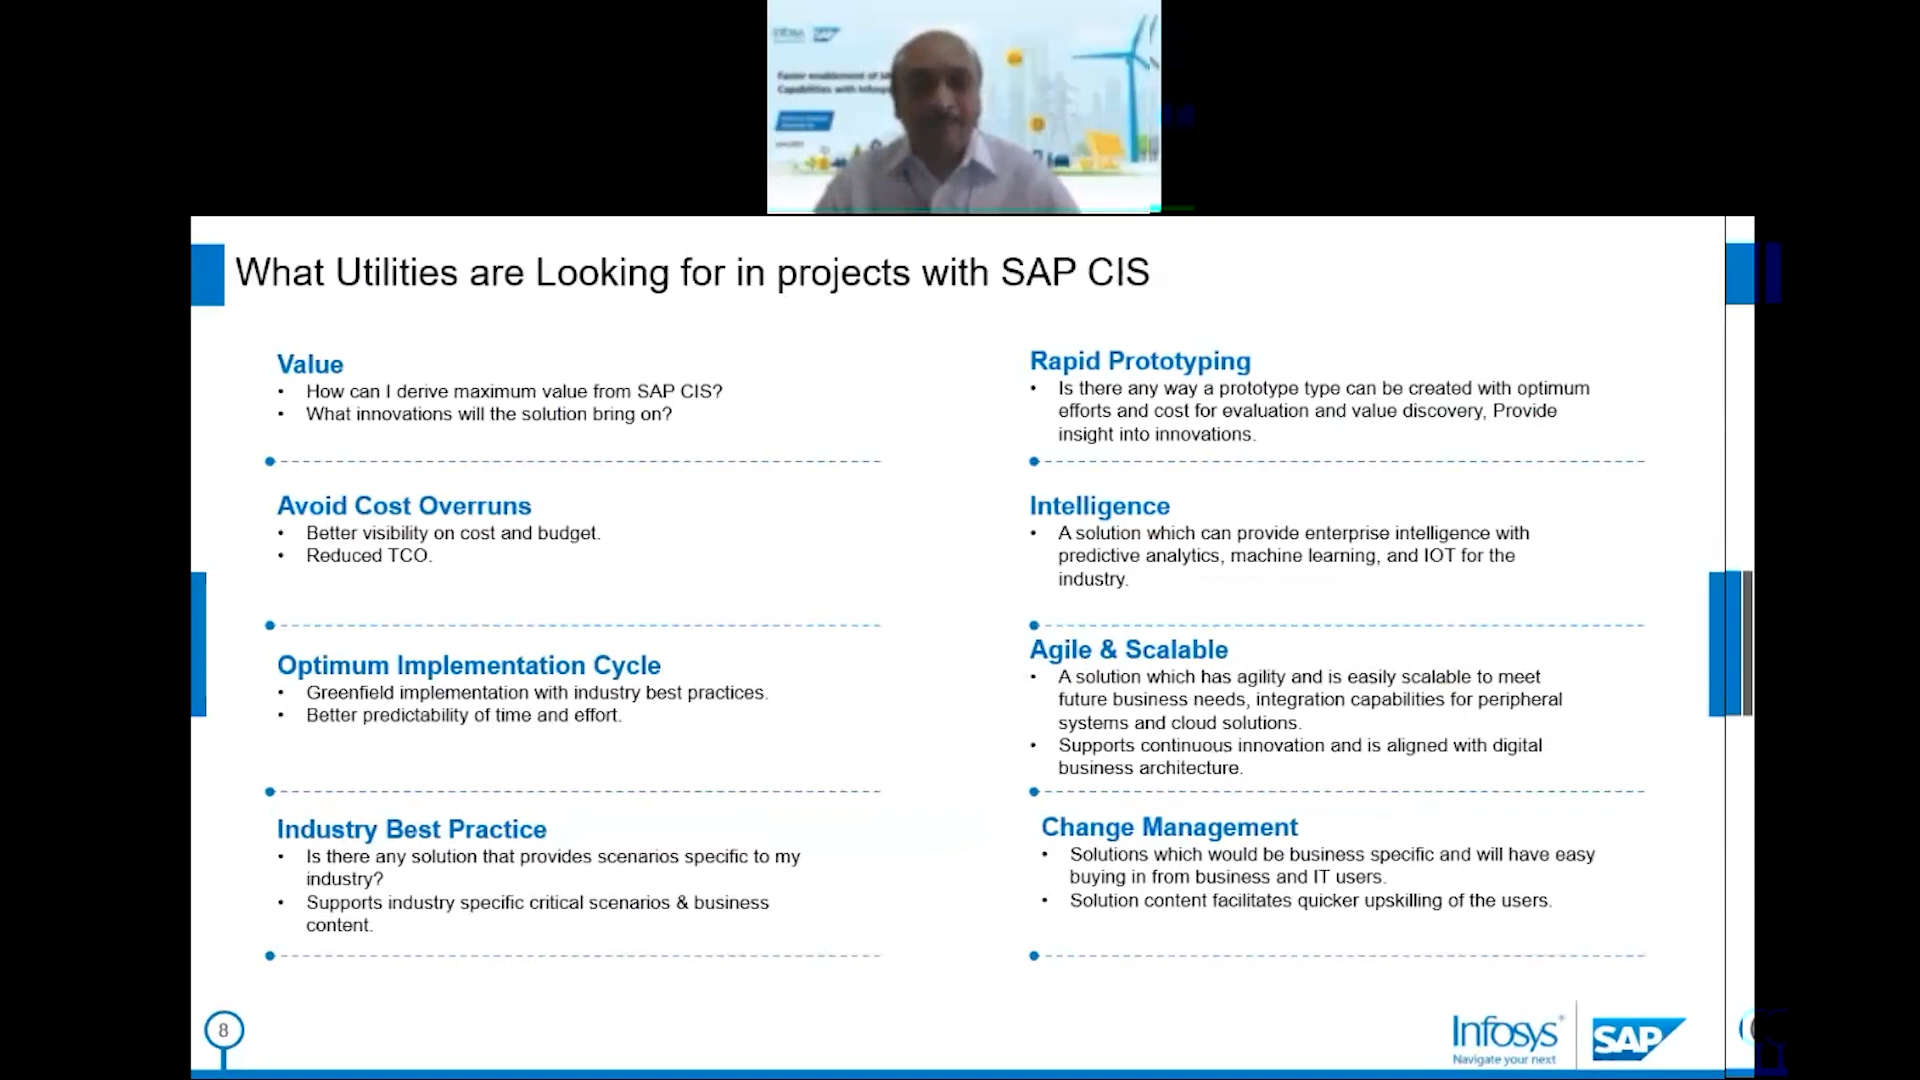 Infosys SAP
Faster enablement of
Capabilities with Infosys
What Utilities are Looking for in projects with SAP CIS
Value
• How can I derive maximum value from SAP CIS?
• What innovations will the solution bring on?
Avoid Cost Overruns
• Better visibility on cost and budget.
• Reduced TCO.
Optimum Implementation Cycle
• Greenfield implementation with industry best practices.
• Better predictability of time and effort.
Industry Best Practice
• Is there any solution that provides scenarios specific to my
industry?
• Supports industry specific critical scenarios & business
content.
Rapid Prototyping
• Is there any way a prototype type can be created with optimum
efforts and cost for evaluation and value discovery, Provide
insight into innovations.
Intelligence
• A solution which can provide enterprise intelligence with
predictive analytics, machine learning, and IOT for the
industry.
Agile & Scalable
• A solution which has agility and is easily scalable to meet
future business needs, integration capabilities for peripheral
systems and cloud solutions.
• Supports continuous innovation and is aligned with digital
business architecture.
Change Management
• Solutions which would be business specific and will have easy
buying in from business and IT users.
• Solution content facilitates quicker upskilling of the users.
8
Infosys®
Navigate your next
SAP